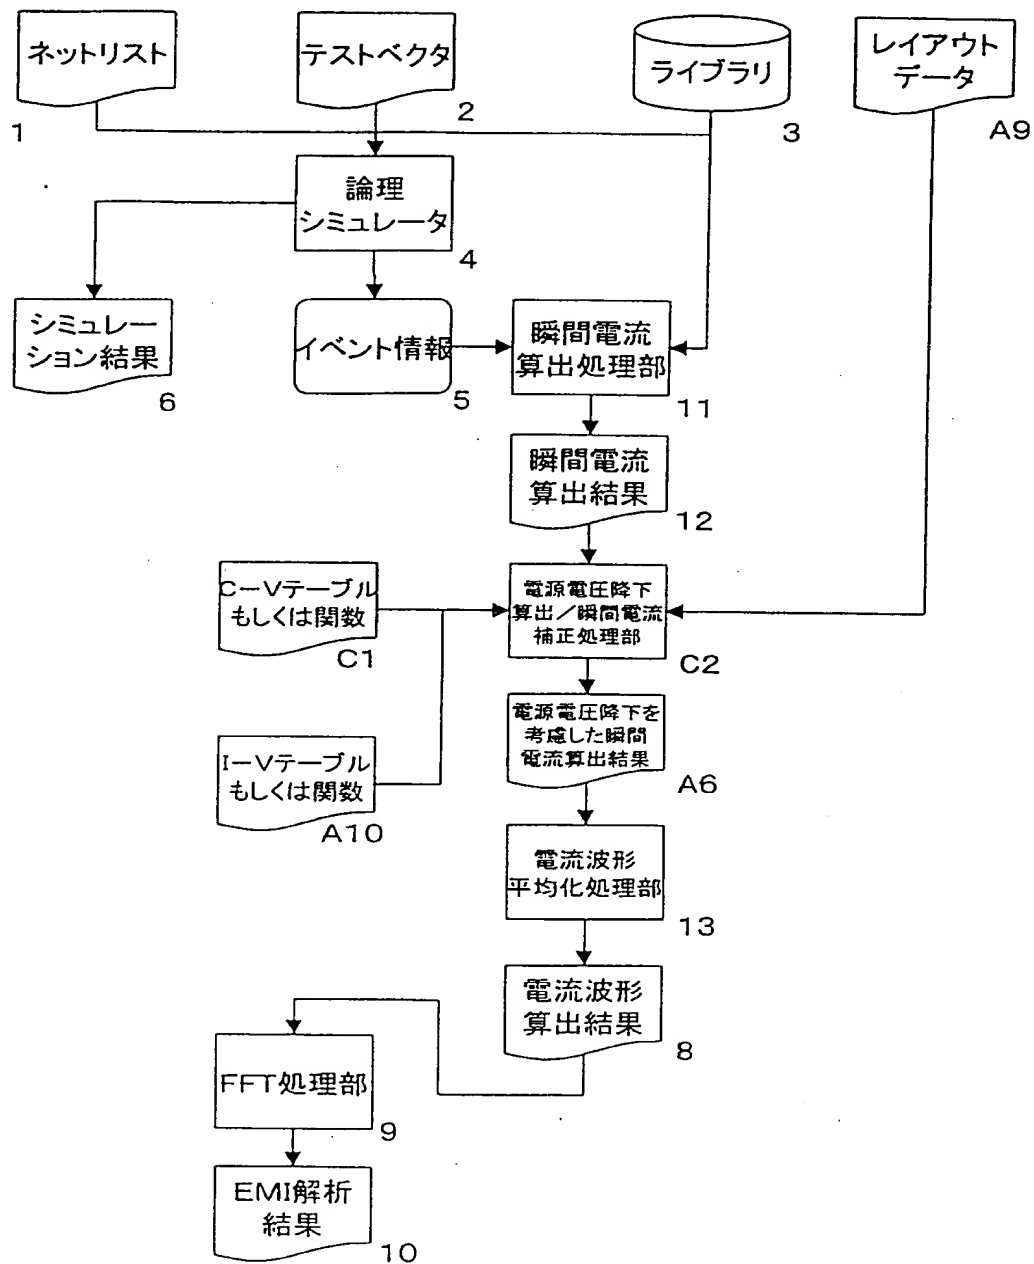 ネットリスト
1
テストベクタ
2
ライブラリ
3
レイアウト
データ
A9
論理
シミュレータ
4
シミュレー
ション結果
6
イベント情報
5
瞬間電流
算出処理部
11
瞬間電流
算出結果
12
C−Vテーブル
もしくは関数
C1
電源電圧降下
算出／瞬間電流
補正処理部
C2
I−Vテーブル
もしくは関数
A10
電源電圧降下を
考慮した瞬間
電流算出結果
A6
電流波形
平均化処理部
13
電流波形
算出結果
8
FFT処理部
9
EMI解析
結果
10